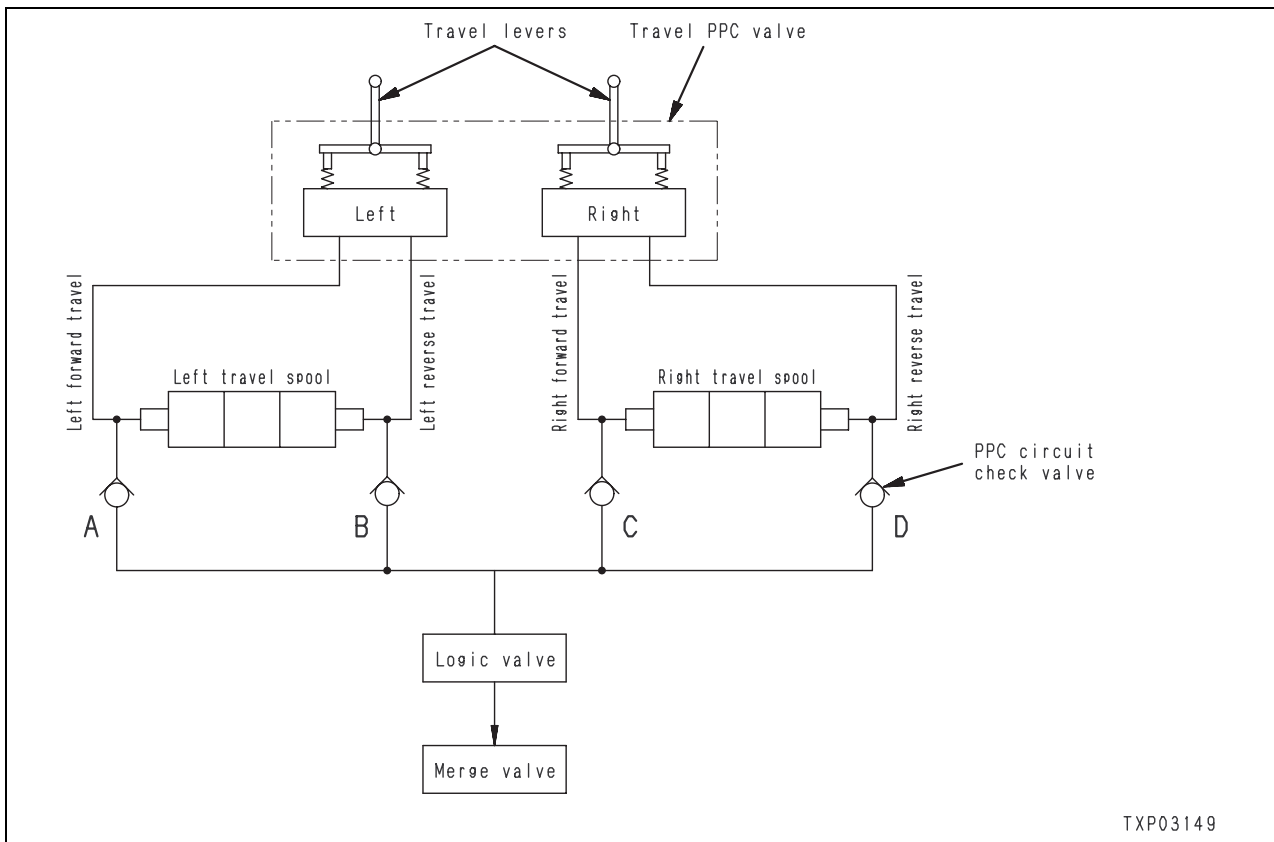 Travel levers
Travel PPC valve
Left
Right
Left forward travel
Left travel spool
Left reverse travel
Right forward travel
Right travel spool
Right reverse travel
PPC circuit
check valve
A
B
C
D
Logic valve
Merge valve
TXP03149